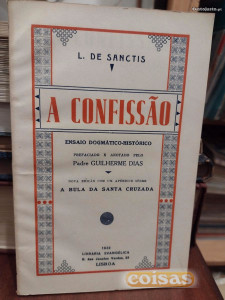 L. DE SANCTIS
A CONFISSÃO
ENSAIO DOGMÁTICO-HISTÓRICO
PREFACIADO E ANOTADO PELO
Padre GUILHERME DIAS
NOVA EDIÇÃO COM UM APÊNDICE SÔBRE
A BULA DA SANTA CRUZADA
LIVRARIA EVANGÉLICA
LISBOA
coisas